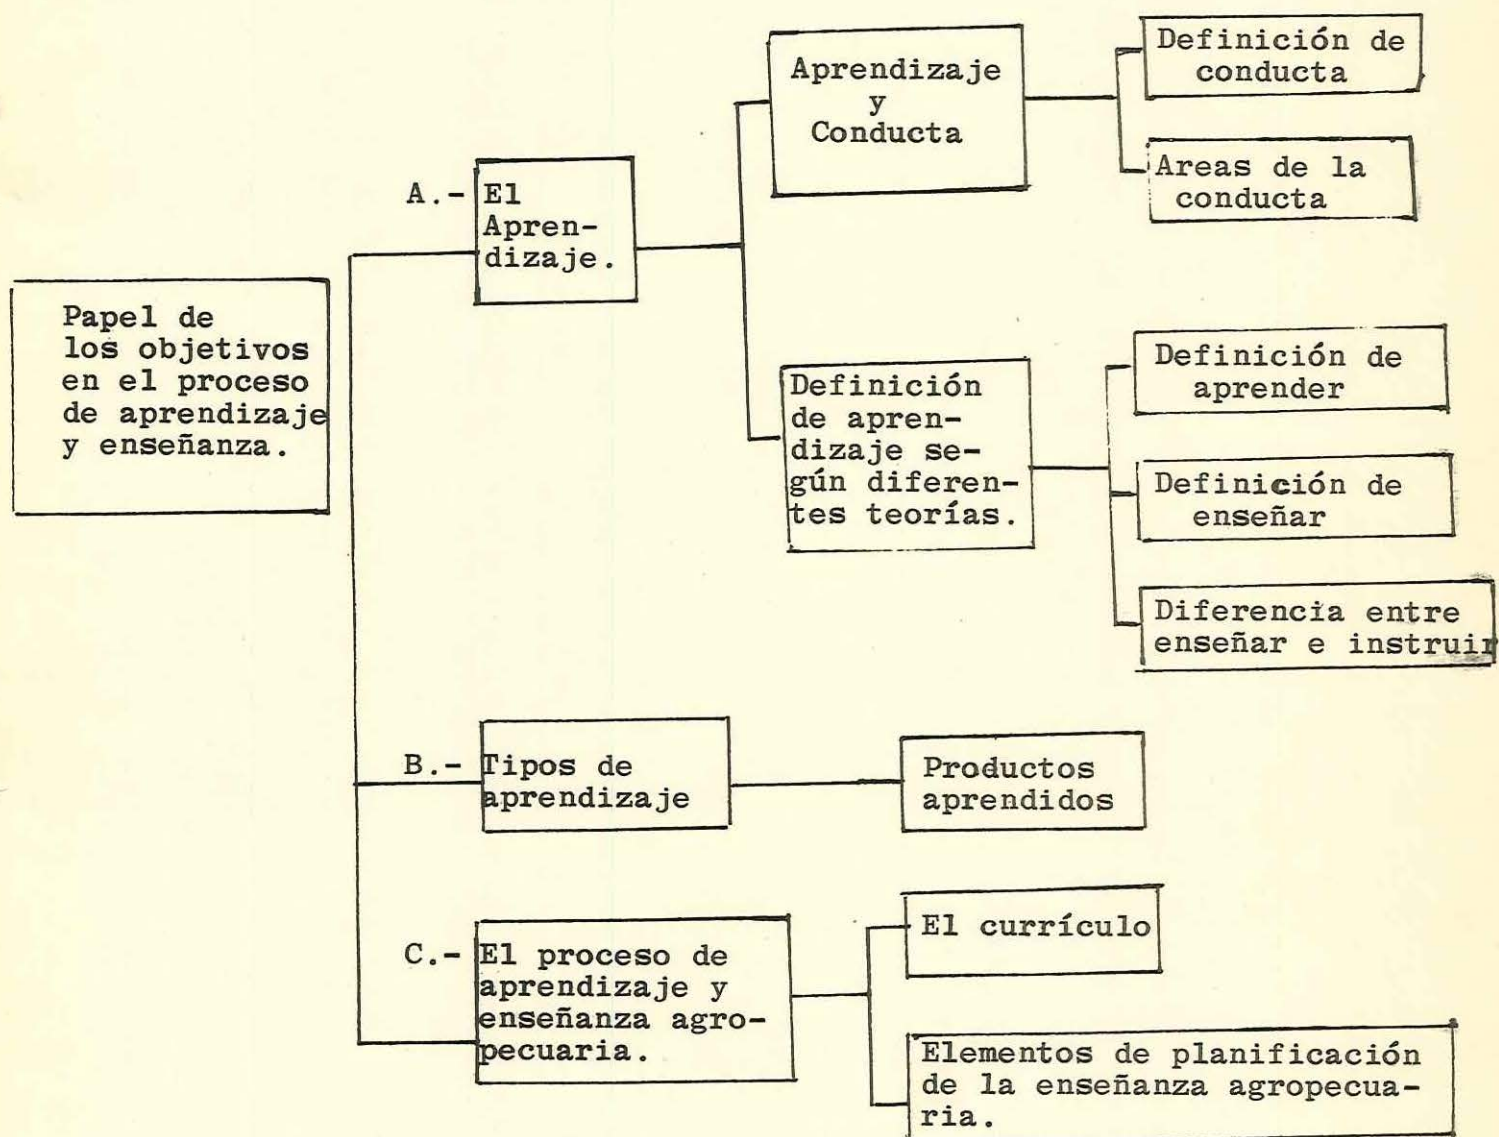 Papel de
los objetivos
en el proceso
de aprendizaje
y enseñanza.
A.- El
Apren-
dizaje.
Aprendizaje
y
Conducta
Definición de
conducta
Areas de la
conducta
Definición
de apren-
dizaje se-
gún diferen-
tes teorías.
Definición de
aprender
Definición de
enseñar
Diferencia entre
enseñar e instruir
B.- Tipos de
aprendizaje
Productos
aprendidos
C.- El proceso de
aprendizaje y
enseñanza agro-
pecuaria.
El currículo
Elementos de planificación
de la enseñanza agropecua-
ria.